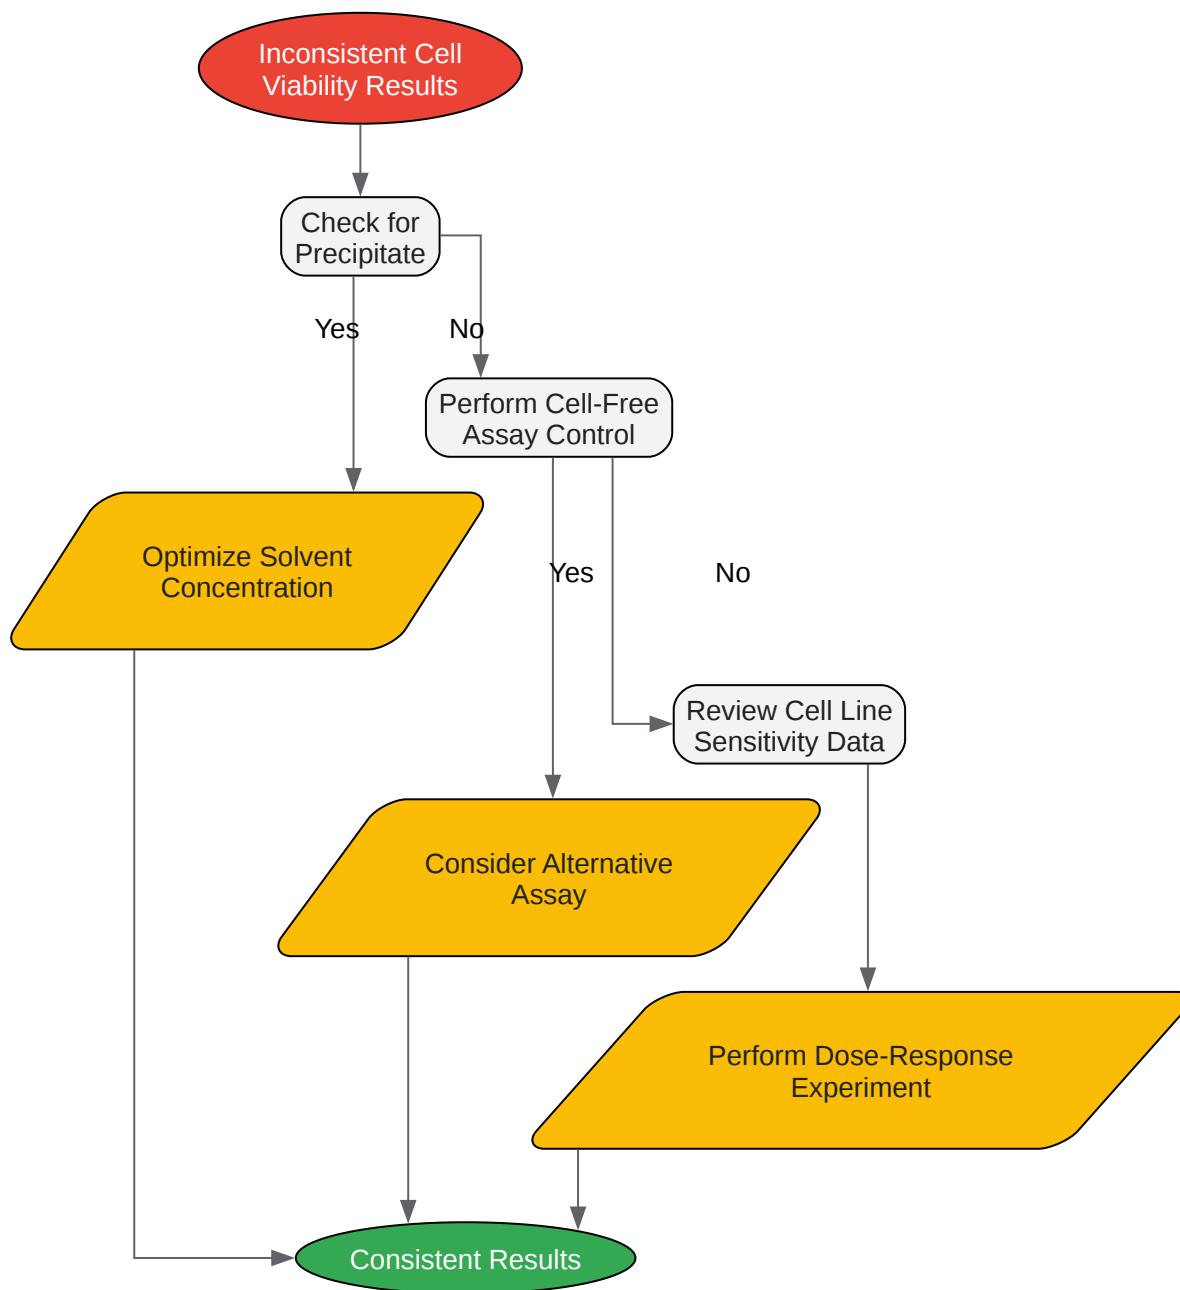 Inconsistent Cell
Viability Results
Check for
Precipitate
Yes
No
Perform Cell-Free
Assay Control
Optimize Solvent
Concentration
Yes
No
Review Cell Line
Sensitivity Data
Consider Alternative
Assay
Perform Dose-Response
Experiment
Consistent Results